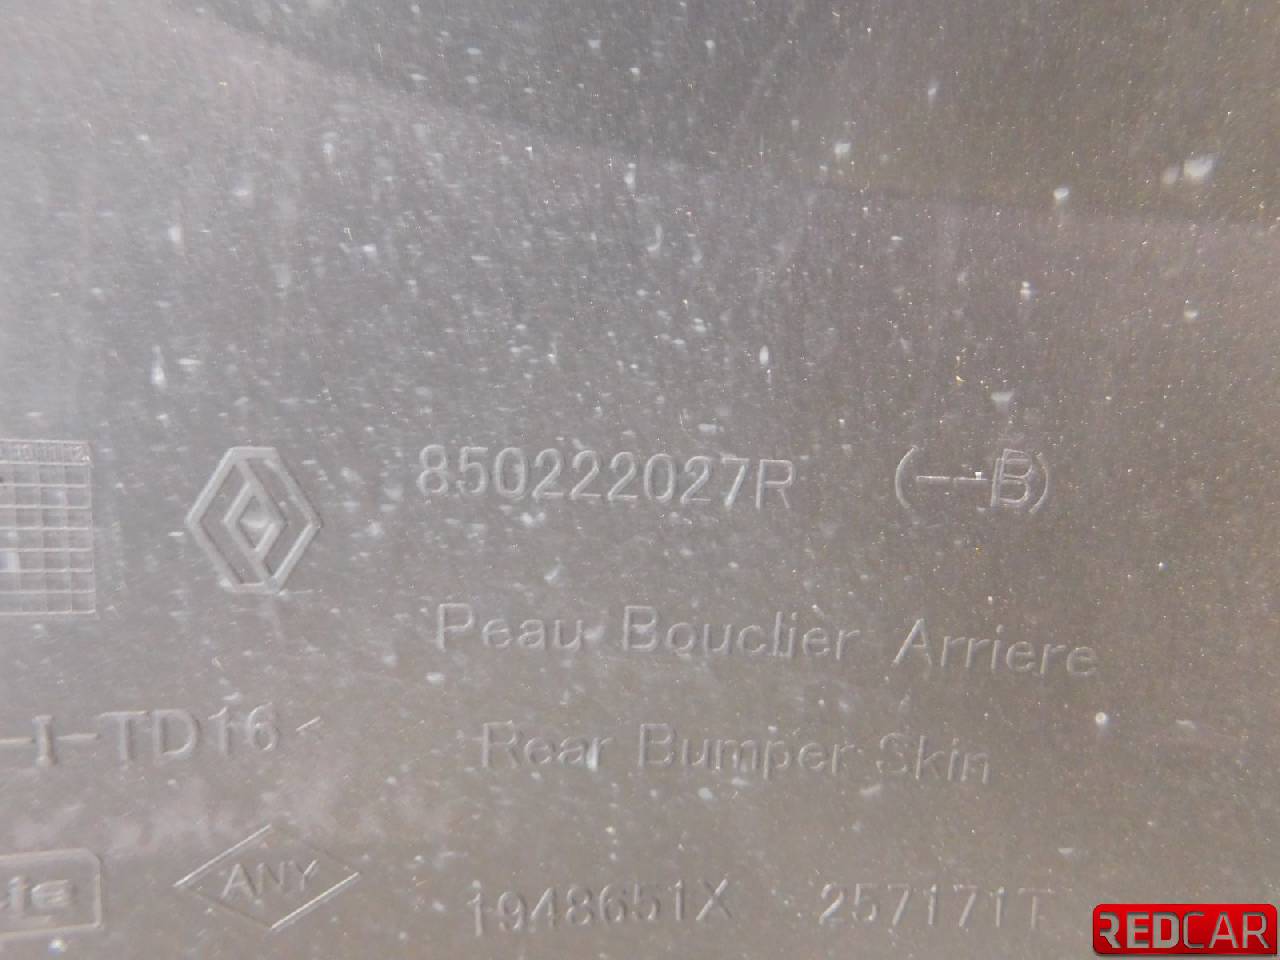 850222027R (--B)
Peau Bouclier Arriere
-I-TD16<
Rear Bumper Skin
ANY
1948651X 257171T
REDCAR